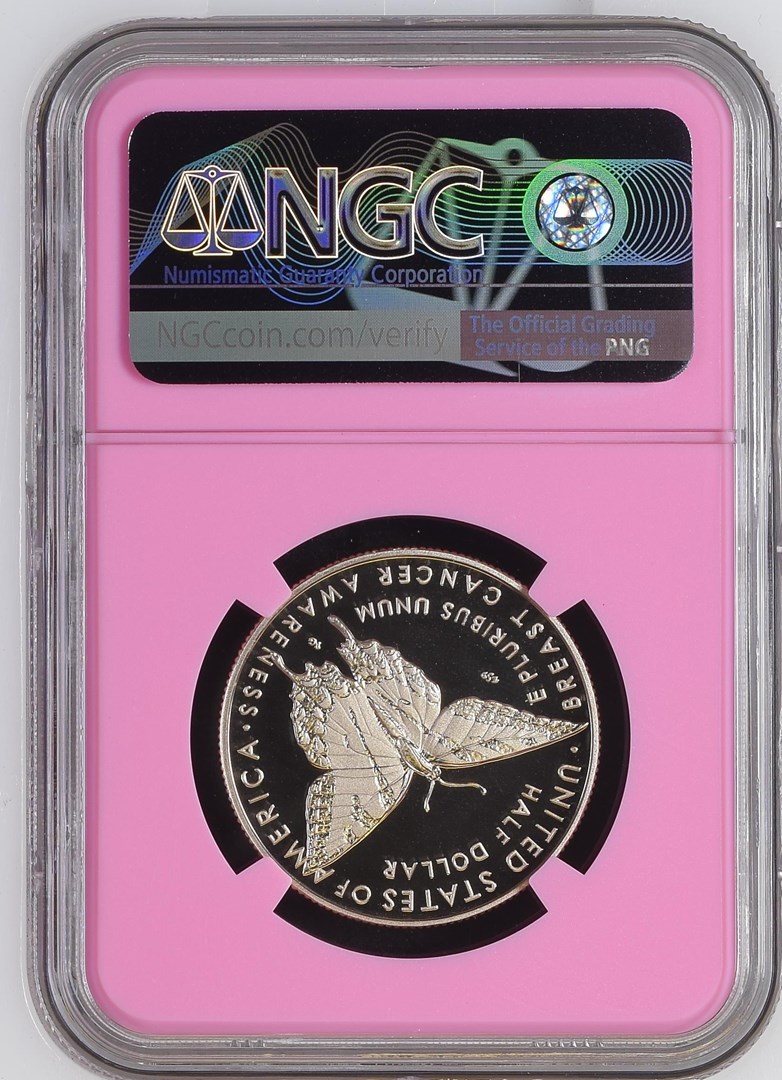 NGC
Numismatic Guaranty Corporation
NGCcoin.com/verify
The Official Grading
Service of the PNG
BREAST CANCER AWARENESS
E PLURIBUS UNUM
HALF DOLLAR
· UNITED STATES OF AMERICA ·